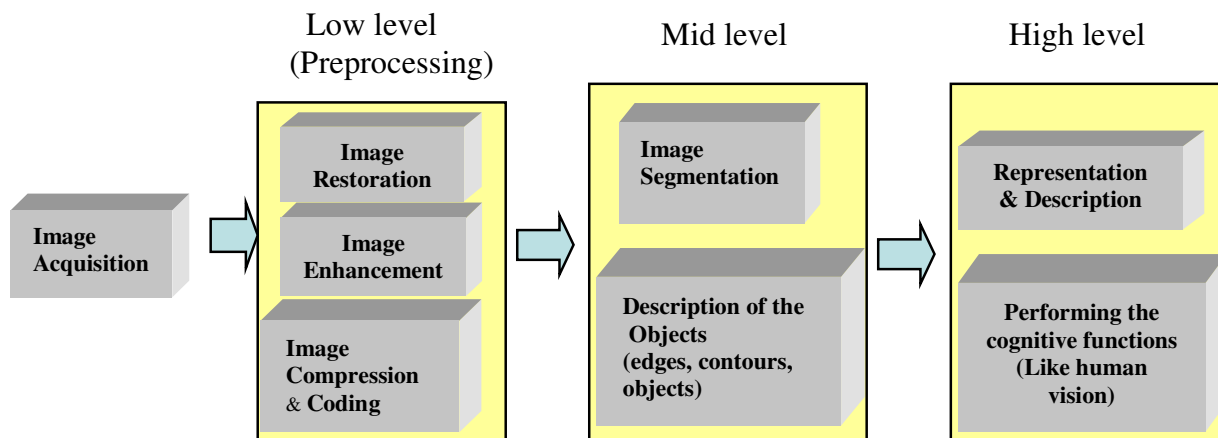 Low level
(Preprocessing)
Mid level
High level
Image
Acquisition
Image
Restoration
Image
Enhancement
Image
Compression
& Coding
Image
Segmentation
Description of the
Objects
(edges, contours,
objects)
Representation
& Description
Performing the
cognitive functions
(Like human
vision)